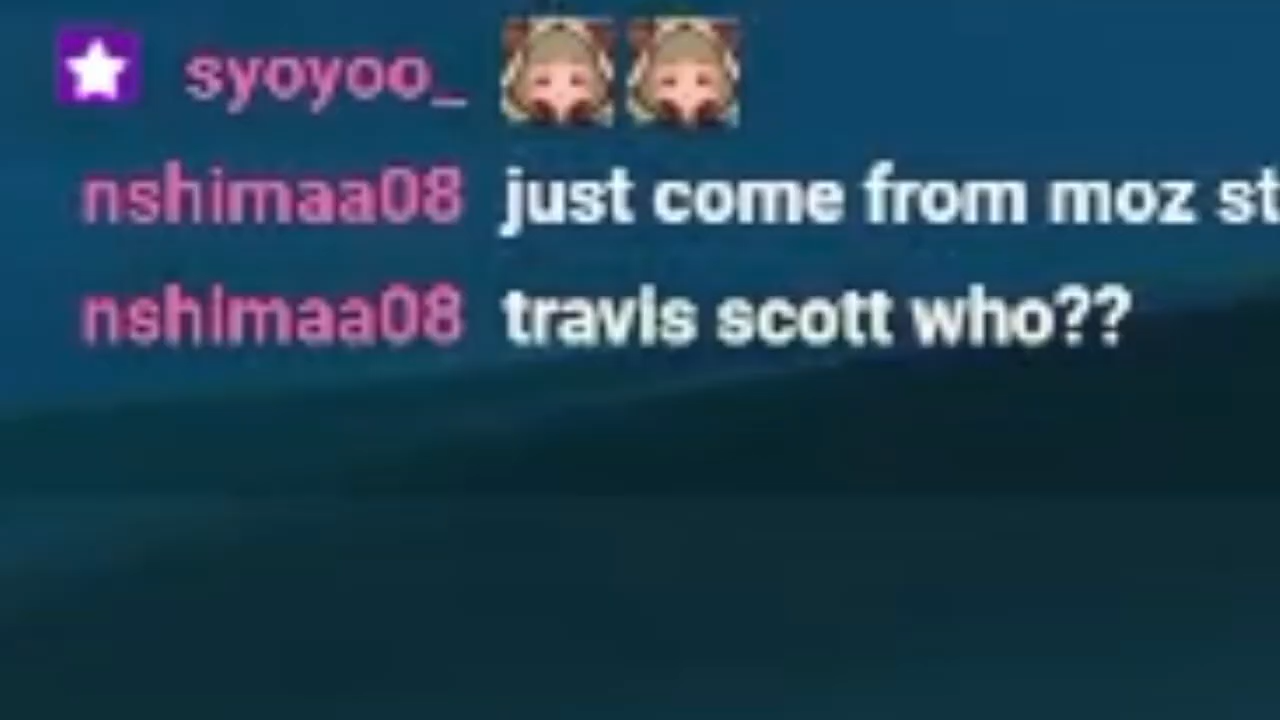 syoyoo_
nshimaa08 just come from moz
nshimaa08 travis scott who??